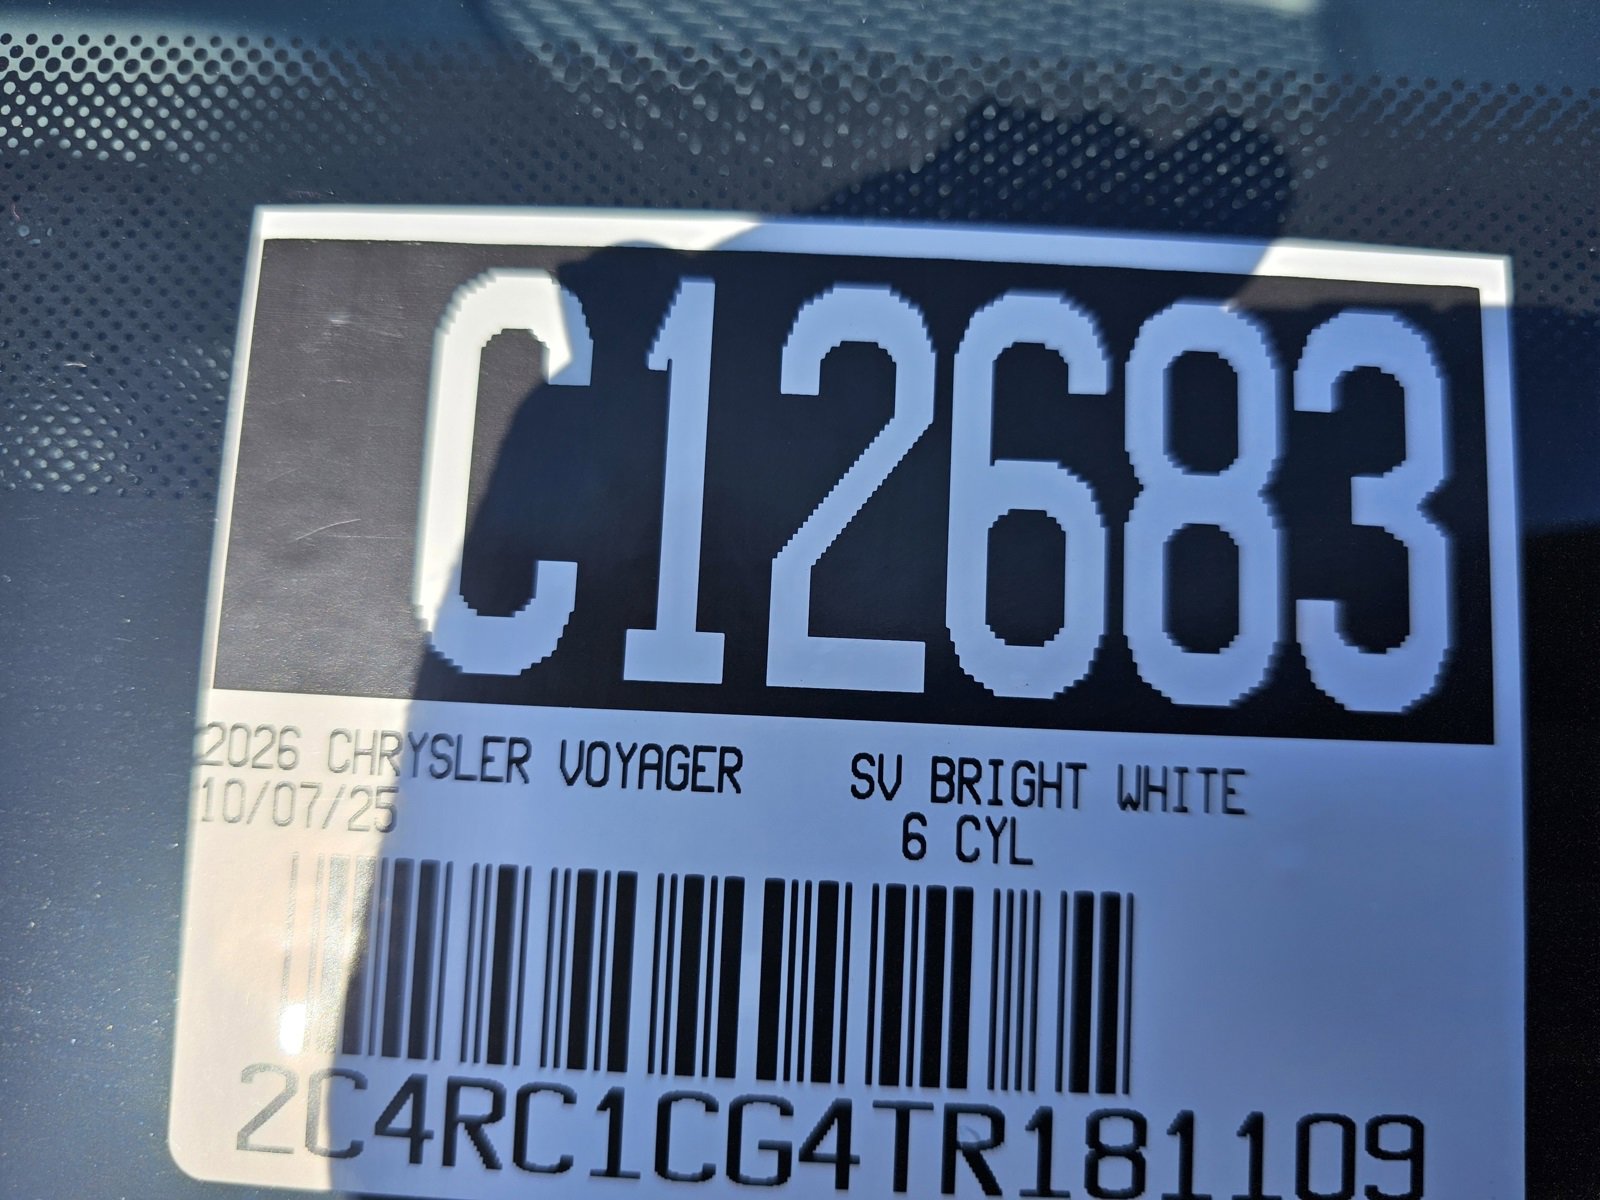 C12683
2026 CHRYSLER VOYAGER SV BRIGHT WHITE
10/07/25 6 CYL
2C4RC1CG4TR181109